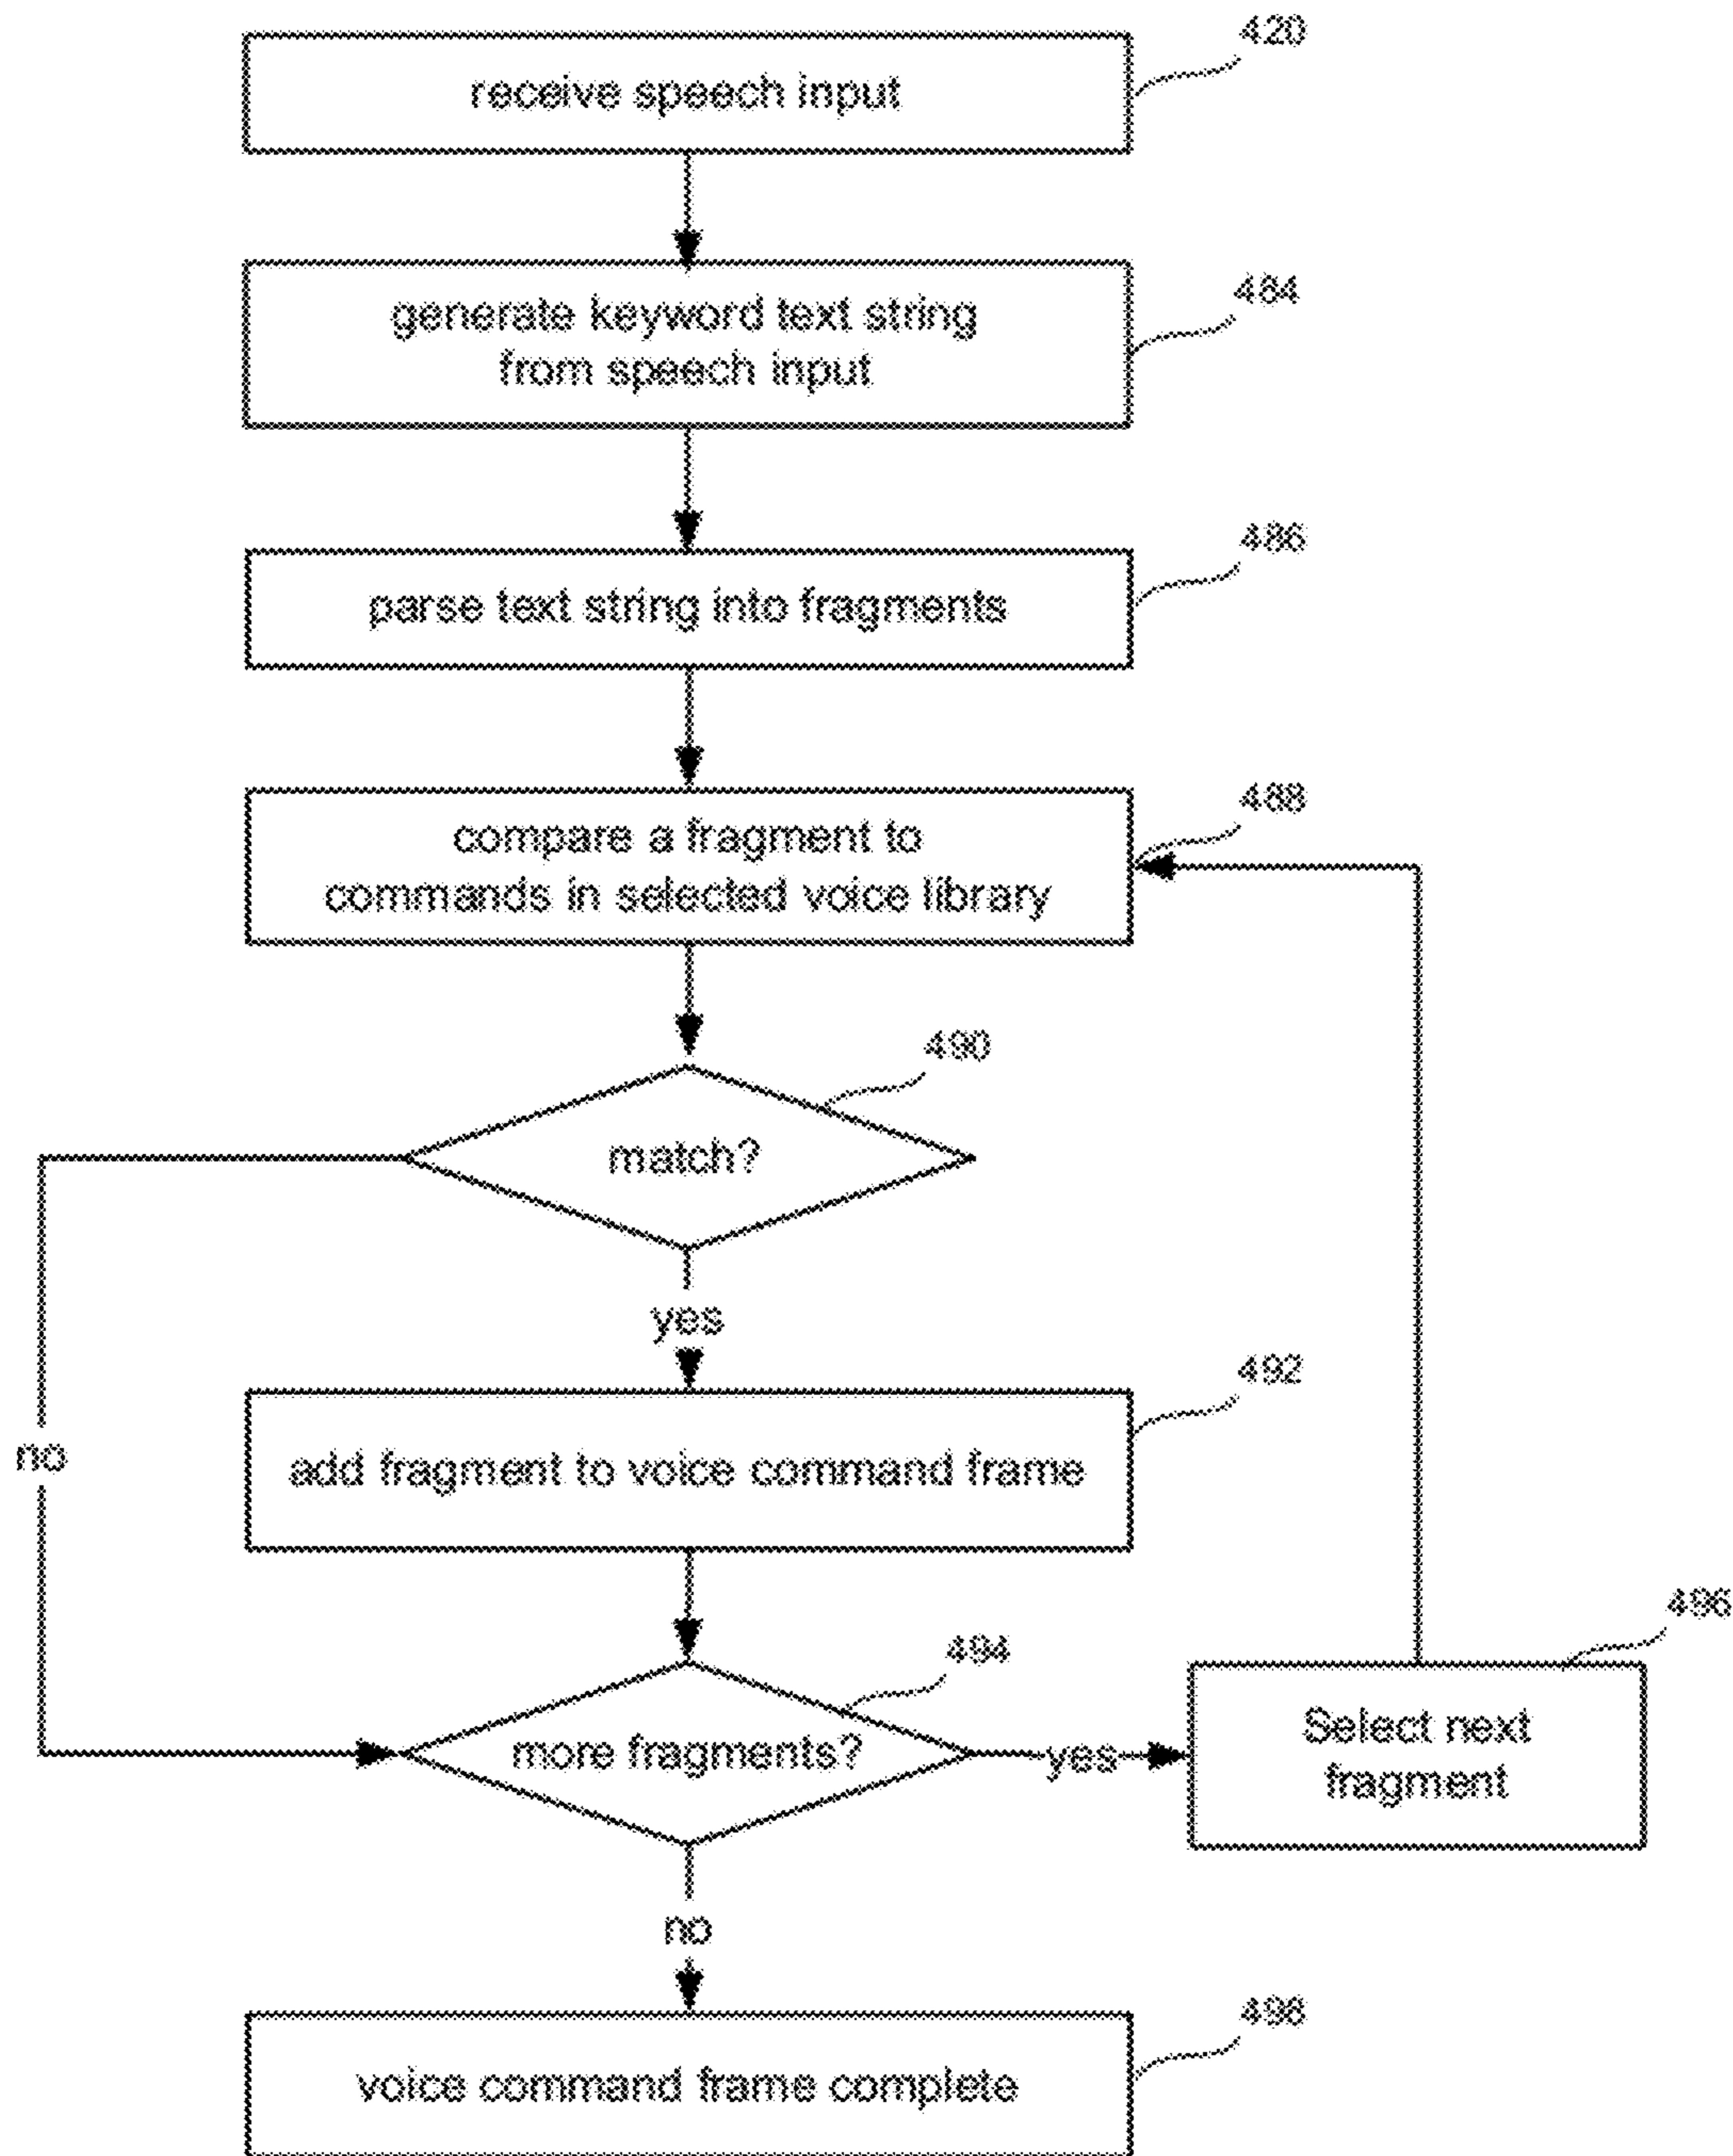 420
receive speech input
484
generate keyword text string
from speech input
486
parse text string into fragments
488
compare a fragment to
commands in selected voice library
490
match?
yes
492
no
add fragment to voice command frame
494
496
more fragments?
yes
Select next
fragment
no
498
voice command frame complete